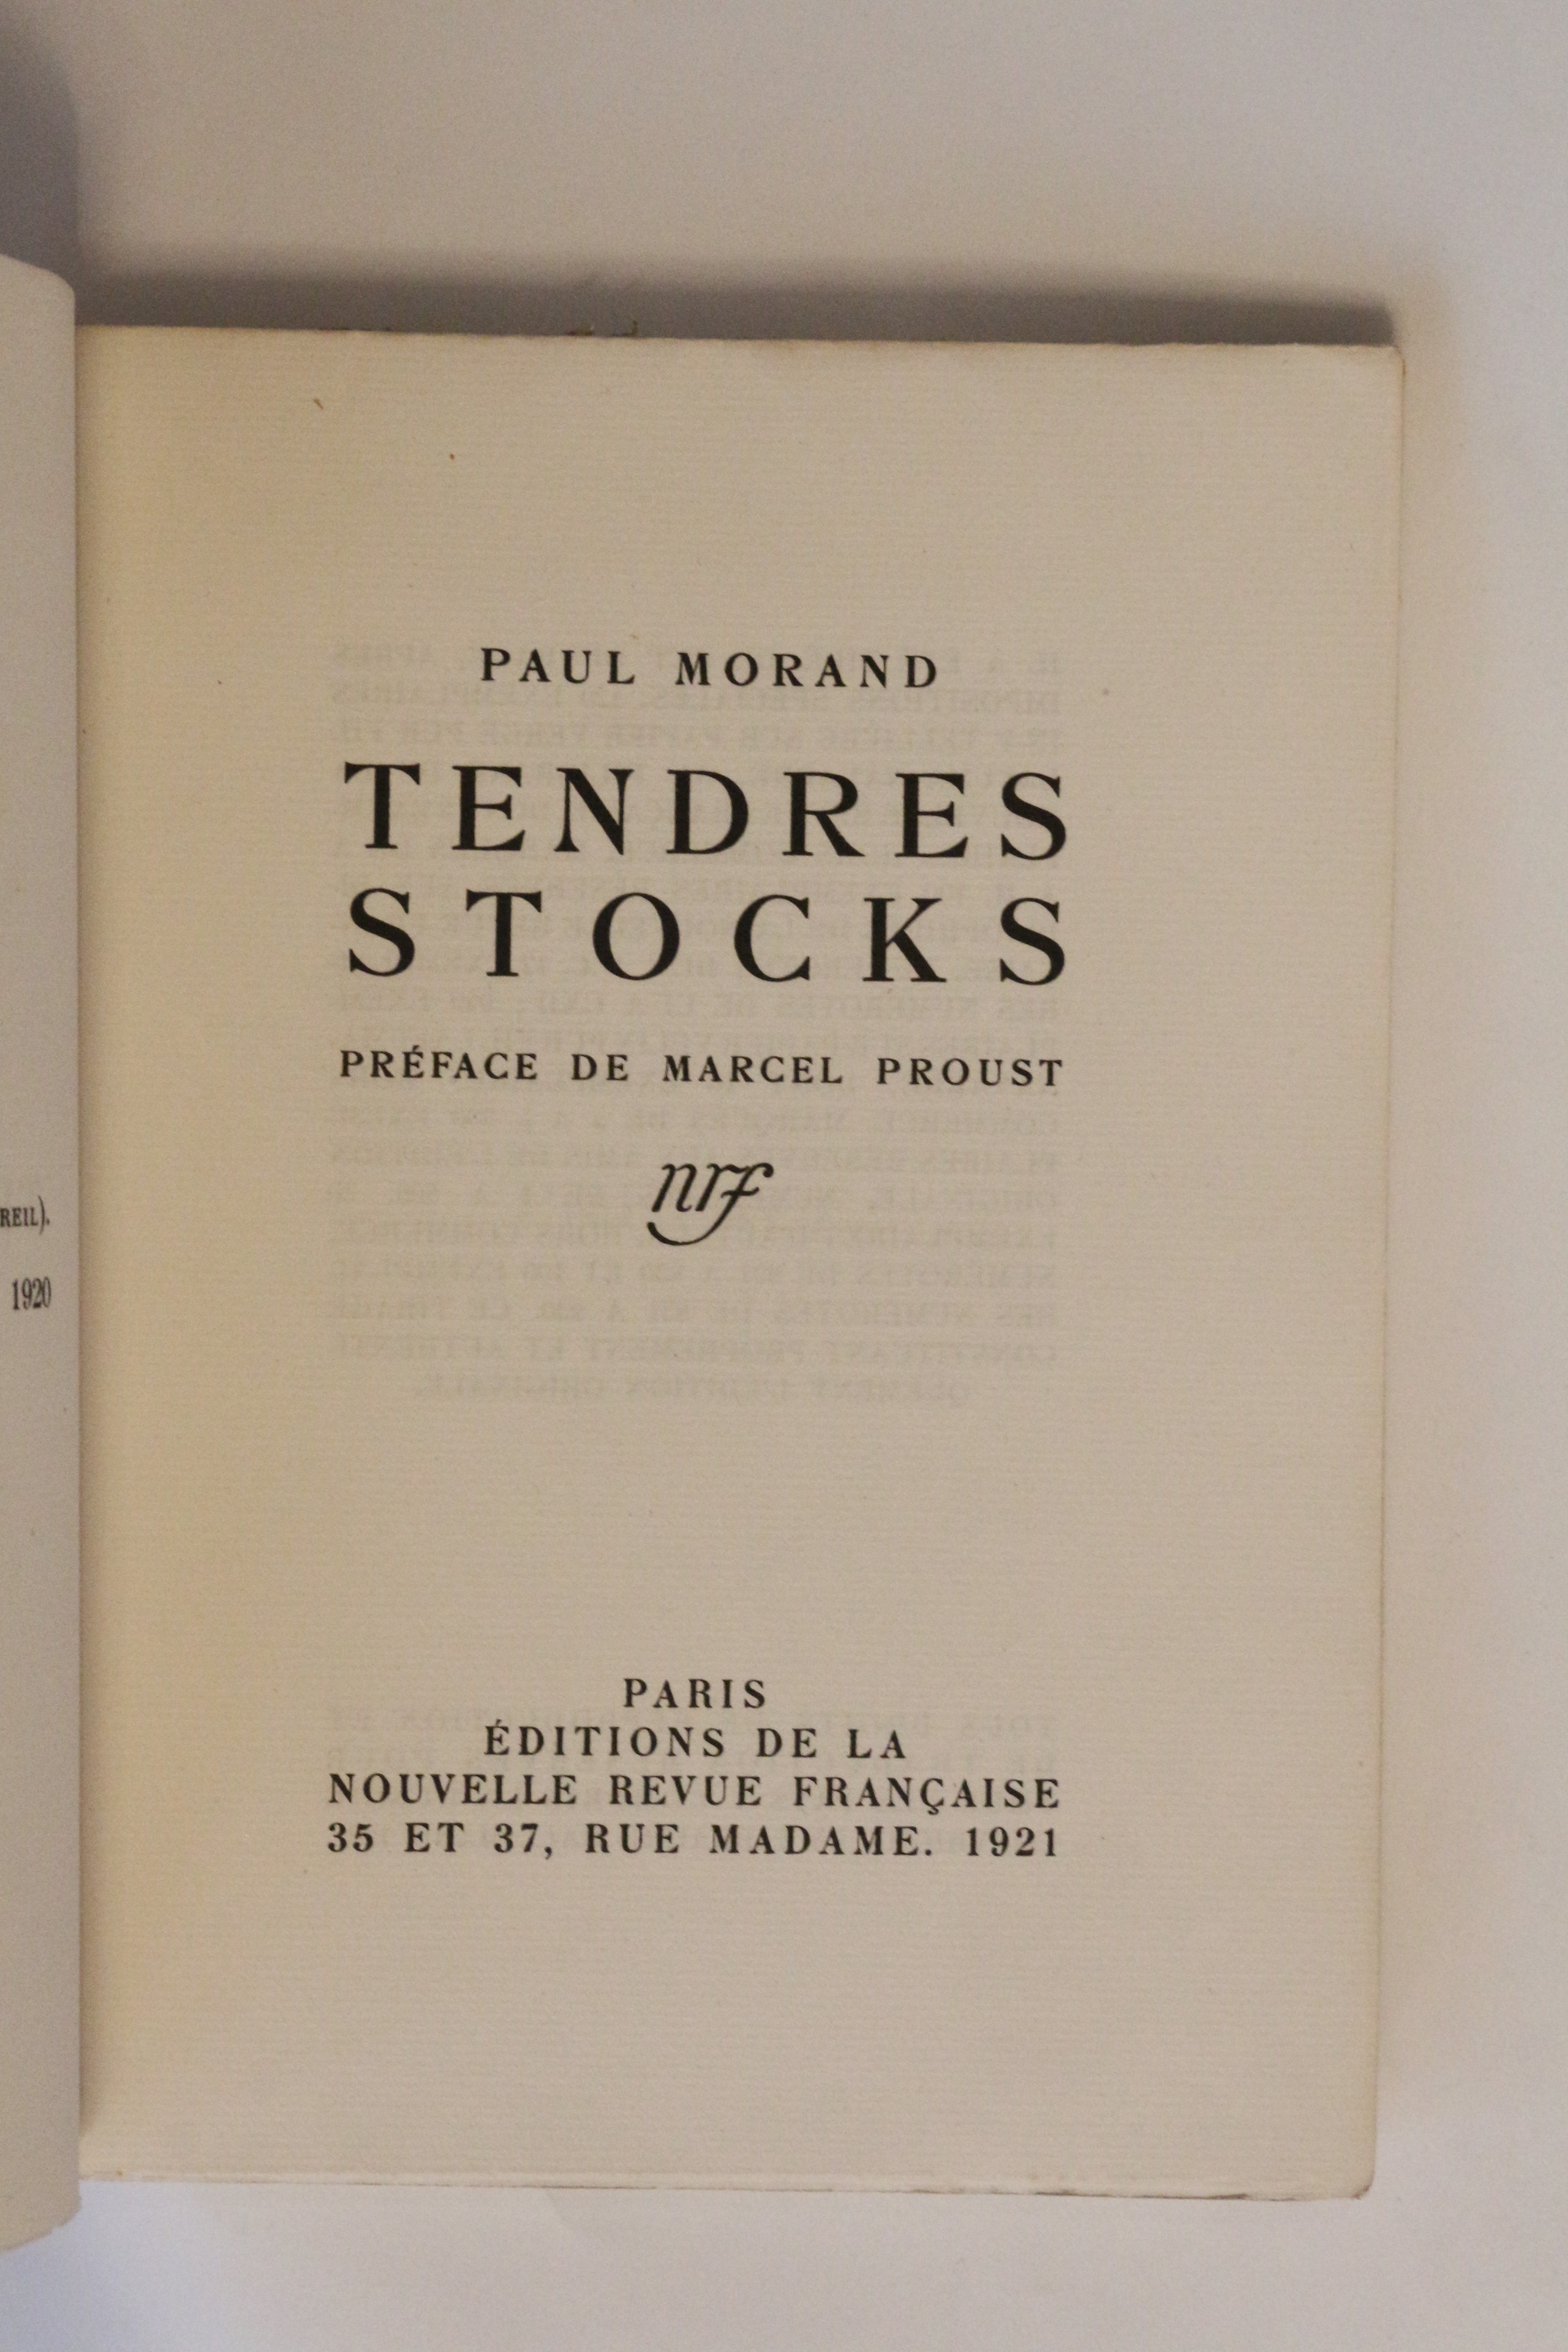 REIL).
1920
PAUL MORAND
TENDRES
STOCKS
PRÉFACE DE MARCEL PROUST
nrf
PARIS
ÉDITIONS DE LA
NOUVELLE REVUE FRANÇAISE
35 ET 37, RUE MADAME. 1921